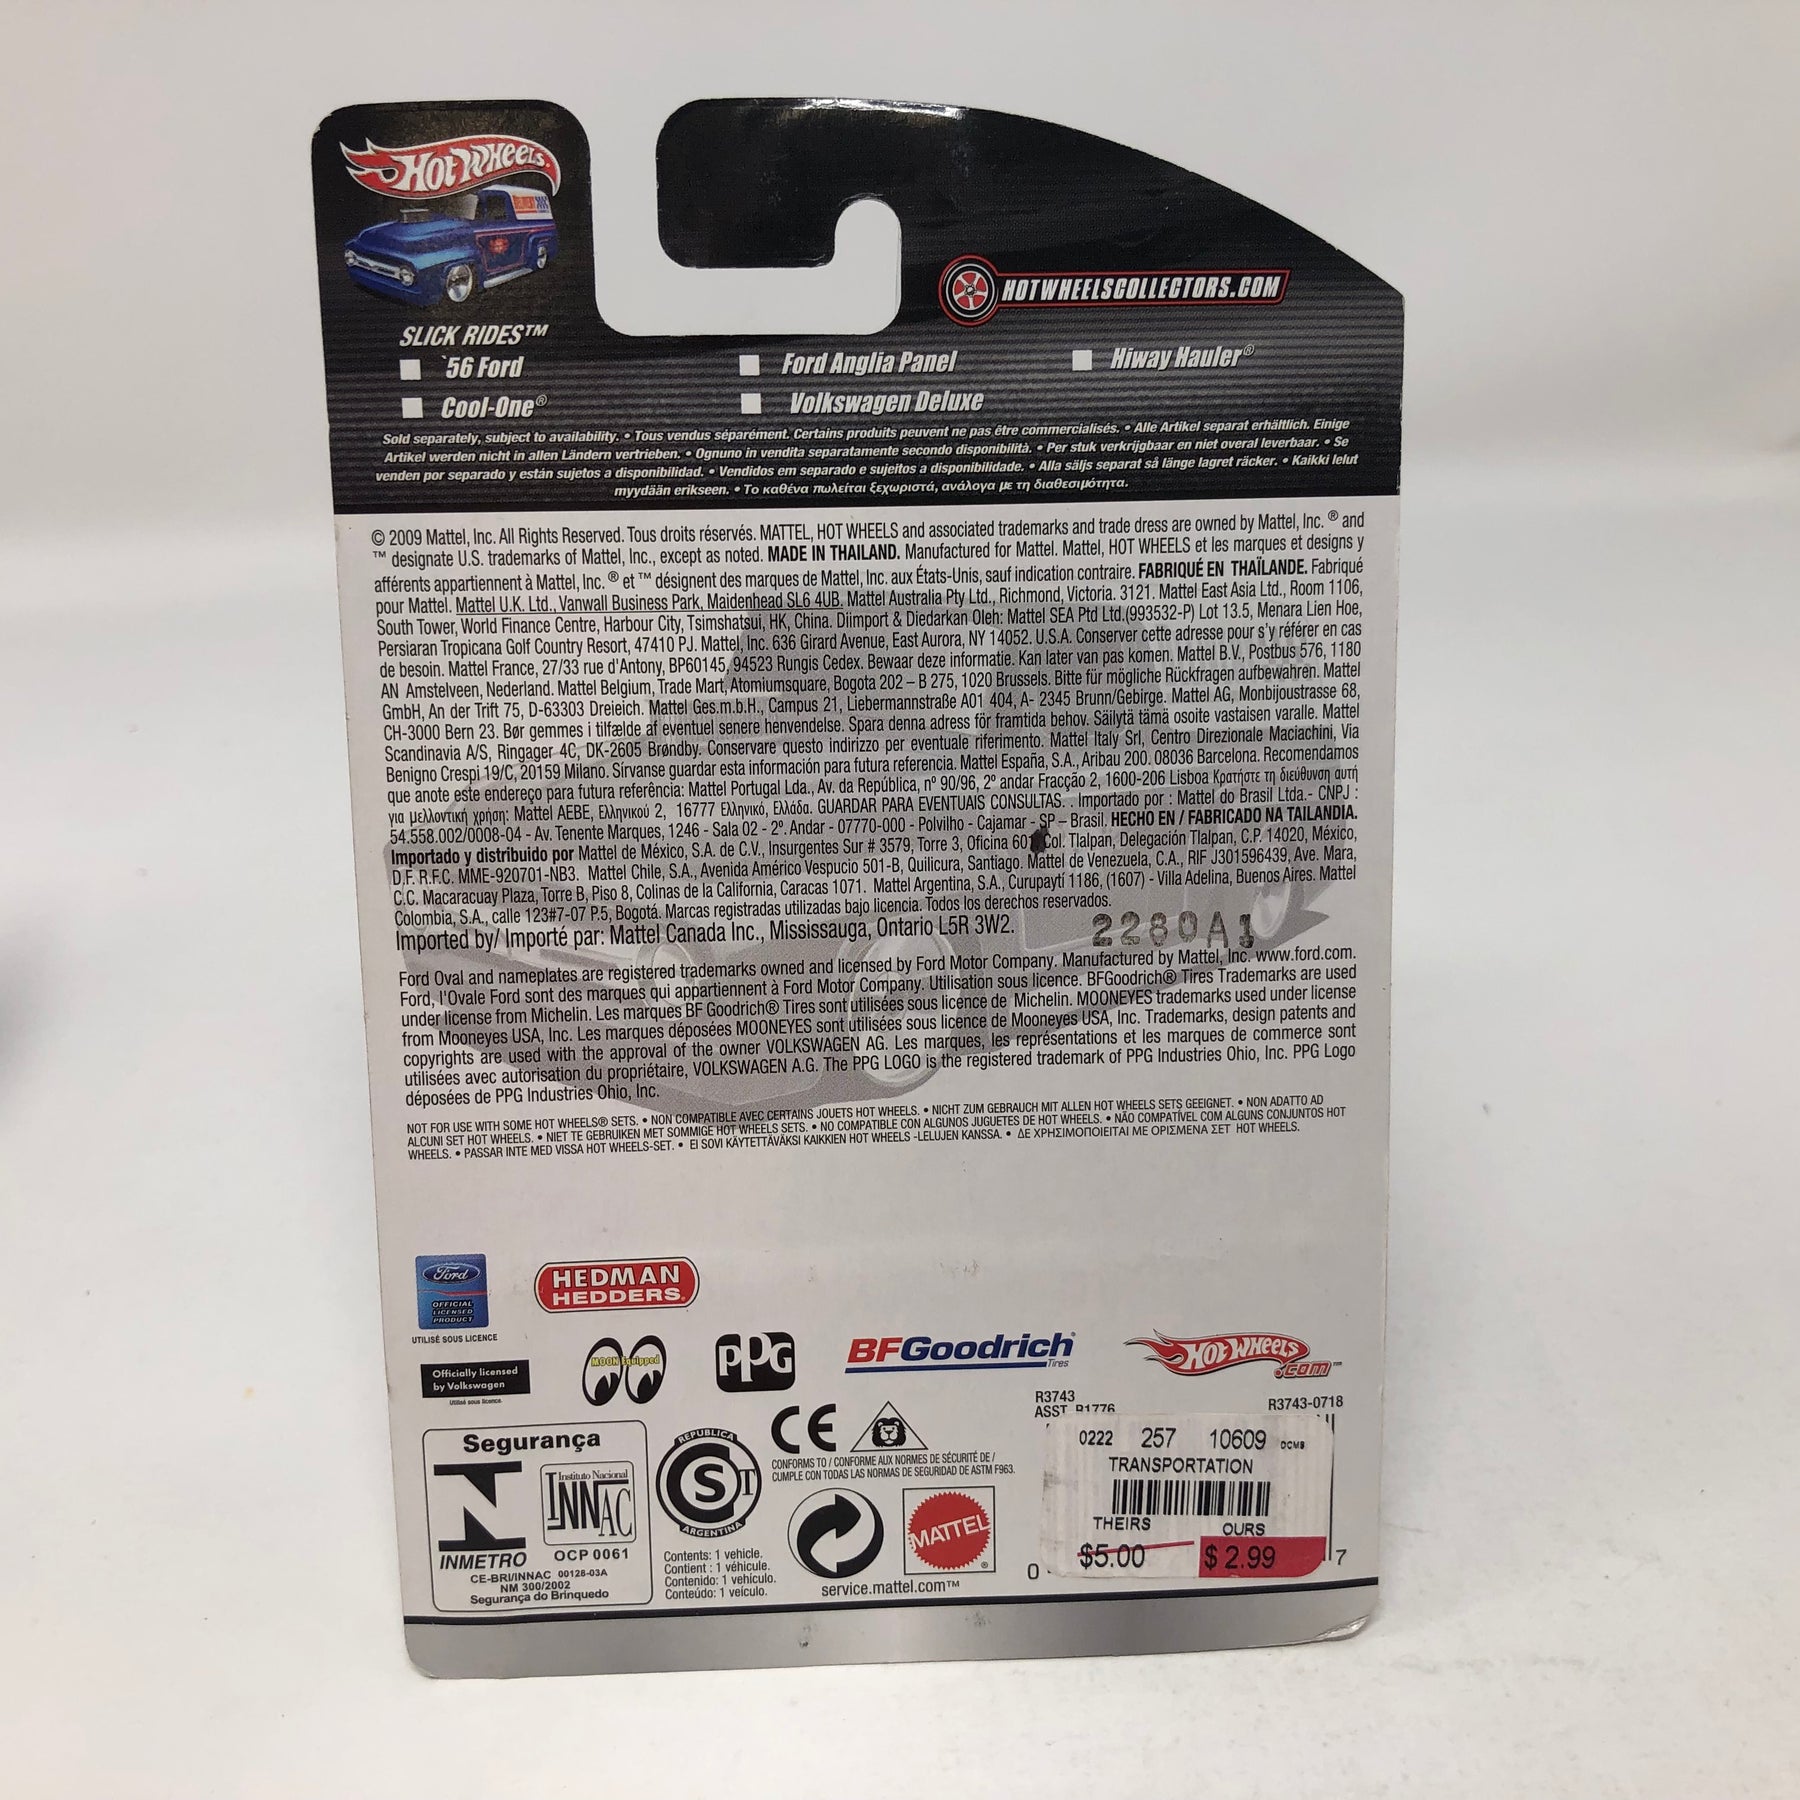 HOT WHEELS
HOTWHEELSCOLLECTORS.COM
SLICK RIDES™
`56 Ford
Ford Anglia Panel
Hiway Hauler®
Cool-One®
Volkswagen Deluxe
Sold separately, subject to availability. • Tous vendus séparément. Certains produits peuvent ne pas être commercialisés. • Alle Artikel separat erhältlich. Einige
Artikel werden nicht in allen Ländern vertrieben. • Ognuno in vendita separatamente secondo disponibilità. • Per stuk verkrijgbaar en niet overal leverbaar. • Se
venden por separado y están sujetos a disponibilidad. • Vendidos em separado e sujeitos a disponibilidade. • Alla säljs separat så länge lagret räcker. • Kaikki lelut
myydään erikseen. • Το καθένα πωλείται ξεχωριστά, ανάλογα με τη διαθεσιμότητα.
© 2009 Mattel, Inc. All Rights Reserved. Tous droits réservés. MATTEL, HOT WHEELS and associated trademarks and trade dress are owned by Mattel, Inc. ® and
™ designate U.S. trademarks of Mattel, Inc., except as noted. MADE IN THAILAND. Manufactured for Mattel. Mattel, HOT WHEELS et les marques et designs y
afférents appartiennent à Mattel, Inc. ® et ™ désignent des marques de Mattel, Inc. aux États-Unis, sauf indication contraire. FABRIQUÉ EN THAÏLANDE. Fabriqué
pour Mattel. Mattel U.K. Ltd., Vanwall Business Park, Maidenhead SL6 4UB. Mattel Australia Pty Ltd., Richmond, Victoria. 3121. Mattel East Asia Ltd., Room 1106,
South Tower, World Finance Centre, Harbour City, Tsimshatsui, HK, China. Diimport & Diedarkan Oleh: Mattel SEA Ptd Ltd.(993532-P) Lot 13.5, Menara Lien Hoe,
Persiaran Tropicana Golf Country Resort, 47410 PJ. Mattel, Inc. 636 Girard Avenue, East Aurora, NY 14052. U.S.A. Conserver cette adresse pour s'y référer en cas
de besoin. Mattel France, 27/33 rue d'Antony, BP60145, 94523 Rungis Cedex. Bewaar deze informatie. Kan later van pas komen. Mattel B.V., Postbus 576, 1180
AN Amstelveen, Nederland. Mattel Belgium, Trade Mart, Atomiumsquare, Bogota 202 – B 275, 1020 Brussels. Bitte für mögliche Rückfragen aufbewahren. Mattel
GmbH, An der Trift 75, D-63303 Dreieich. Mattel Ges.m.b.H., Campus 21, Liebermannstraße A01 404, A- 2345 Brunn/Gebirge. Mattel AG, Monbijoustrasse 68,
CH-3000 Bern 23. Bør gemmes i tilfælde af eventuel senere henvendelse. Spara denna adress för framtida behov. Säilytä tämä osoite vastaisen varalle. Mattel
Scandinavia A/S, Ringager 4C, DK-2605 Brøndby. Conservare questo indirizzo per eventuale riferimento. Mattel Italy Srl, Centro Direzionale Maciachini, Via
Benigno Crespi 19/C, 20159 Milano. Sírvanse guardar esta información para futura referencia. Mattel España, S.A., Aribau 200. 08036 Barcelona. Recomendamos
que anote este endereço para futura referência: Mattel Portugal Lda., Av. da República, nº 90/96, 2º andar Fracção 2, 1600-206 Lisboa Κρατήστε τη διεύθυνση αυτή
για μελλοντική χρήση: Mattel AEBE, Ελληνικού 2, 16777 Ελληνικό, Ελλάδα. GUARDAR PARA EVENTUAIS CONSULTAS. . Importado por : Mattel do Brasil Ltda.- CNPJ :
54.558.002/0008-04 - Av. Tenente Marques, 1246 - Sala 02 - 2º. Andar - 07770-000 - Polvilho - Cajamar - SP – Brasil. HECHO EN / FABRICADO NA TAILANDIA.
Importado y distribuido por Mattel de México, S.A. de C.V., Insurgentes Sur # 3579, Torre 3, Oficina 601 Col. Tlalpan, Delegación Tlalpan, C.P. 14020, México,
D.F. R.F.C. MME-920701-NB3. Mattel Chile, S.A., Avenida Américo Vespucio 501-B, Quilicura, Santiago. Mattel de Venezuela, C.A., RIF J301596439, Ave. Mara,
C.C. Macaracuay Plaza, Torre B, Piso 8, Colinas de la California, Caracas 1071. Mattel Argentina, S.A., Curupaytí 1186, (1607) - Villa Adelina, Buenos Aires. Mattel
Colombia, S.A., calle 123#7-07 P.5, Bogotá. Marcas registradas utilizadas bajo licencia. Todos los derechos reservados.
Imported by/ Importé par: Mattel Canada Inc., Mississauga, Ontario L5R 3W2.
2280A1
Ford Oval and nameplates are registered trademarks owned and licensed by Ford Motor Company. Manufactured by Mattel, Inc. www.ford.com.
Ford, l'Ovale Ford sont des marques qui appartiennent à Ford Motor Company. Utilisation sous licence. BFGoodrich® Tires Trademarks are used
under license from Michelin. Les marques BF Goodrich® Tires sont utilisées sous licence de Michelin. MOONEYES trademarks used under license
from Mooneyes USA, Inc. Les marques déposées MOONEYES sont utilisées sous licence de Mooneyes USA, Inc. Trademarks, design patents and
copyrights are used with the approval of the owner VOLKSWAGEN AG. Les marques, les représentations et les marques de commerce sont
utilisées avec autorisation du propriétaire, VOLKSWAGEN A.G. The PPG LOGO is the registered trademark of PPG Industries Ohio, Inc. PPG Logo
déposées de PPG Industries Ohio, Inc.
NOT FOR USE WITH SOME HOT WHEELS® SETS. • NON COMPATIBLE AVEC CERTAINS JOUETS HOT WHEELS. • NICHT ZUM GEBRAUCH MIT ALLEN HOT WHEELS SETS GEEIGNET. • NON ADATTO AD
ALCUNI SET HOT WHEELS. • NIET TE GEBRUIKEN MET SOMMIGE HOT WHEELS SETS. • NO COMPATIBLE CON ALGUNOS JUGUETES DE HOT WHEELS. • NÃO COMPATÍVEL COM ALGUNS CONJUNTOS HOT
WHEELS. • PASSAR INTE MED VISSA HOT WHEELS-SET. • EI SOVI KÄYTETTÄVÄKSI KAIKKIEN HOT WHEELS -LELUJEN KANSSA. • ΔΕ ΧΡΗΣΙΜΟΠΟΙΕΙΤΑΙ ΜΕ ΟΡΙΣΜΕΝΑ ΣΕΤ HOT WHEELS.
Ford
OFFICIAL
LICENSED
PRODUCT
UTILISÉ SOUS LICENCE
HEDMAN
HEDDERS®
Officially licensed
by Volkswagen
Utilisé sous licence.
MOON Equipped
PPG
BFGoodrich®
Tires
HOT WHEELS
.COM™
R3743
ASST. R1776
R3743-0718
Segurança
INMETRO
Instituto Nacional
INNAC
OCP 0061
CE-BRI/INNAC 00128-03A
NM 300/2002
Segurança do Brinquedo
REPUBLICA
S T
ARGENTINA
CE
CONFORMS TO / CONFORME AUX NORMES DE SÉCURITÉ DE /
CUMPLE CON TODAS LAS NORMAS DE SEGURIDAD DE ASTM F963.
Contents: 1 vehicle.
Contient : 1 véhicule.
Contenido: 1 vehículo.
Conteúdo: 1 veículo.
MATTEL®
service.mattel.com™
0222 257 10609 DCMB
TRANSPORTATION
THEIRS
OURS
$5.00
$2.99
0
7